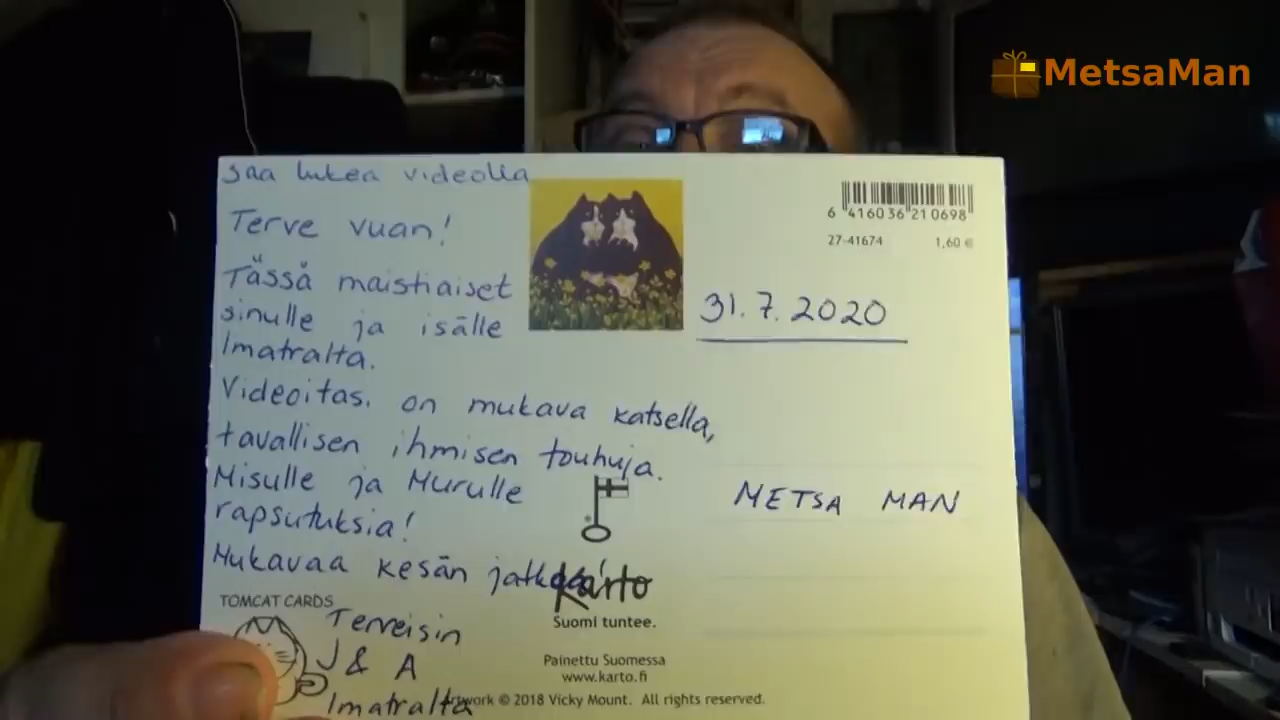 MetsaMan
saa lukea videolla
Terve vuan!
Tässä maistiaiset
sinulle ja isälle
Imatralta.
Videoitasi on mukava katsella,
tavallisen ihmisen touhuja.
Misulle ja Murulle
rapsutuksia!
Mukavaa kesän jatkoa!
Terveisin
J & A
Imatralta
6 416036 210698
27-41674 1,60 €
31.7.2020
METSA MAN
TOMCAT CARDS
Karto
Suomi tuntee.
Painettu Suomessa
www.karto.fi
Artwork © 2018 Vicky Mount. All rights reserved.